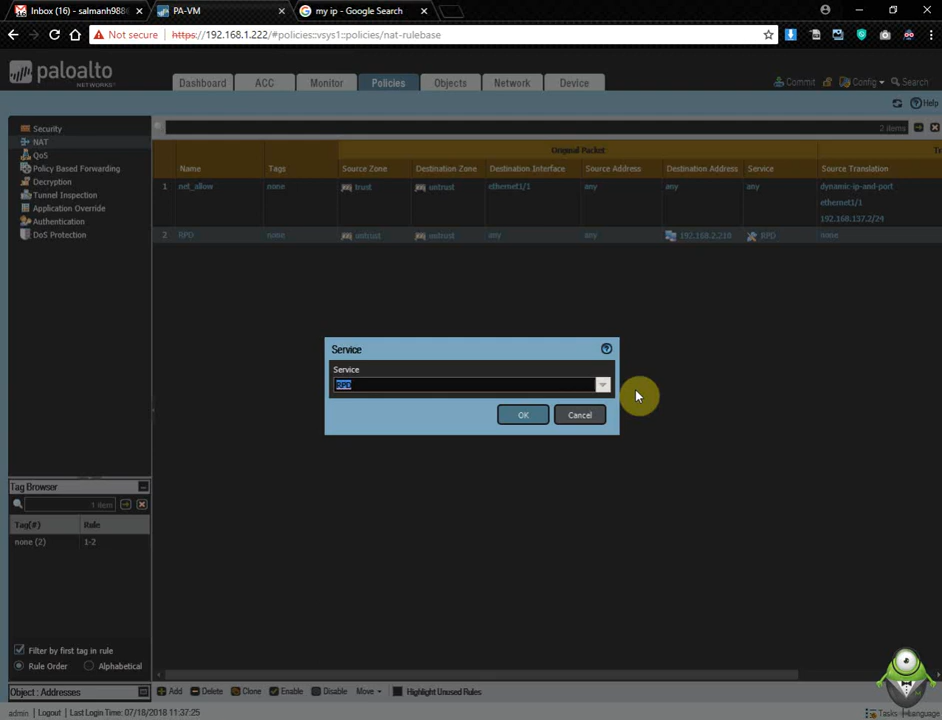 Inbox (16) - salmanh9886
PA-VM
my ip - Google Search
Not secure
https://192.168.1.222/#policies::vsys1::policies/nat-rulebase
paloalto
NETWORKS
Dashboard
ACC
Monitor
Policies
Objects
Network
Device
Commit
Config
Search
Help
Security
NAT
QoS
Policy Based Forwarding
Decryption
Tunnel Inspection
Application Override
Authentication
DoS Protection
2 items
Original Packet
Name
Tags
Source Zone
Destination Zone
Destination Interface
Source Address
Destination Address
Service
Source Translation
1
net_allow
none
trust
untrust
ethernet1/1
any
any
any
dynamic-ip-and-port
ethernet1/1
192.168.137.2/24
2
RPD
none
untrust
untrust
any
any
192.168.2.210
RPD
none
Service
Service
RPD
OK
Cancel
Tag Browser
1 item
Tag(#)
Rule
none (2)
1-2
Filter by first tag in rule
Rule Order
Alphabetical
Object : Addresses
Add
Delete
Clone
Enable
Disable
Move
Highlight Unused Rules
admin
Logout
Last Login Time: 07/18/2018 11:37:25
Tasks
Language